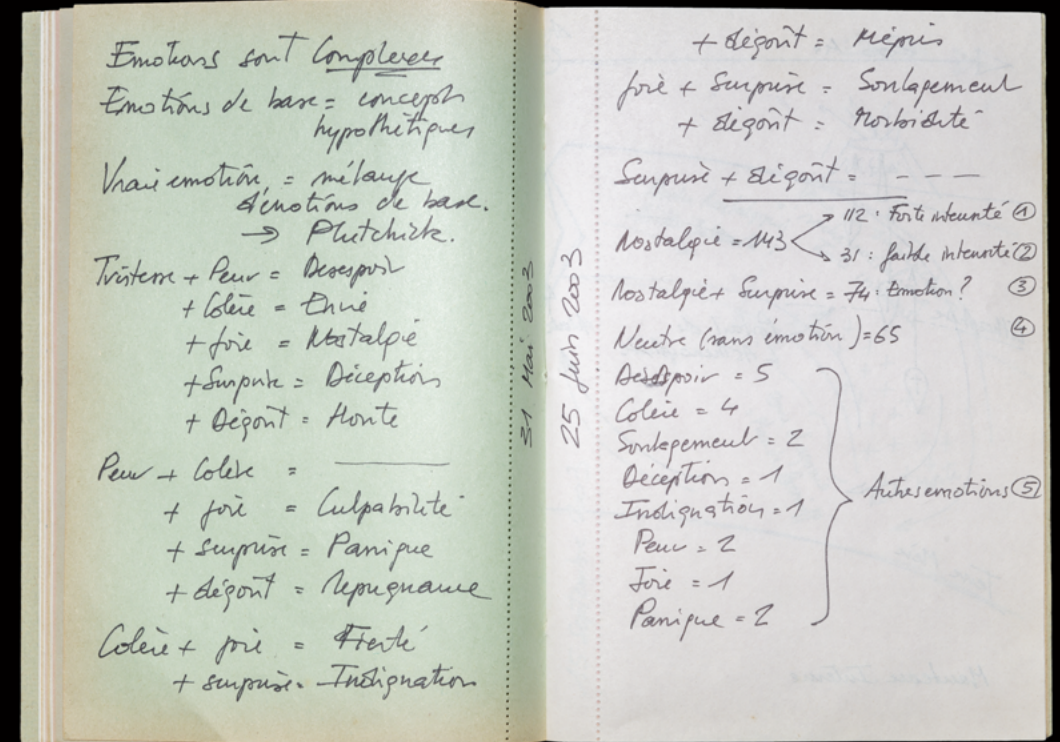 Emotions sont Complexes
Emotions de base = concepts
hypothétiques
Vraie emotion = mélange
d'émotions de base.
→ Plutchick.
Tristesse + Peur = Desespoir
+ Colère = Envie
+ joie = Nostalgie
+ Surprise = Déception
+ Dégoût = Honte
Peur + Colère = ______
+ joie = Culpabilité
+ surprise = Panique
+ dégoût = Repugnance
Colère + joie = Fierté
+ surprise = Indignation
31 Mai 2003
25 Juin 2003
+ dégoût = Mépris
Joie + Surprise = Soulagement
+ dégoût = Morbidité
Surprise + dégoût = - - -
Nostalgie = 143
112 : Forte intensité ①
31 : faible intensité ②
Nostalgie + Surprise = 74 : Emotion ? ③
Neutre (sans émotion) = 65 ④
Desespoir = 5
Colère = 4
Soulagement = 2
Déception = 1
Indignation = 1
Peur = 2
Joie = 1
Panique = 2
Autres emotions ⑤